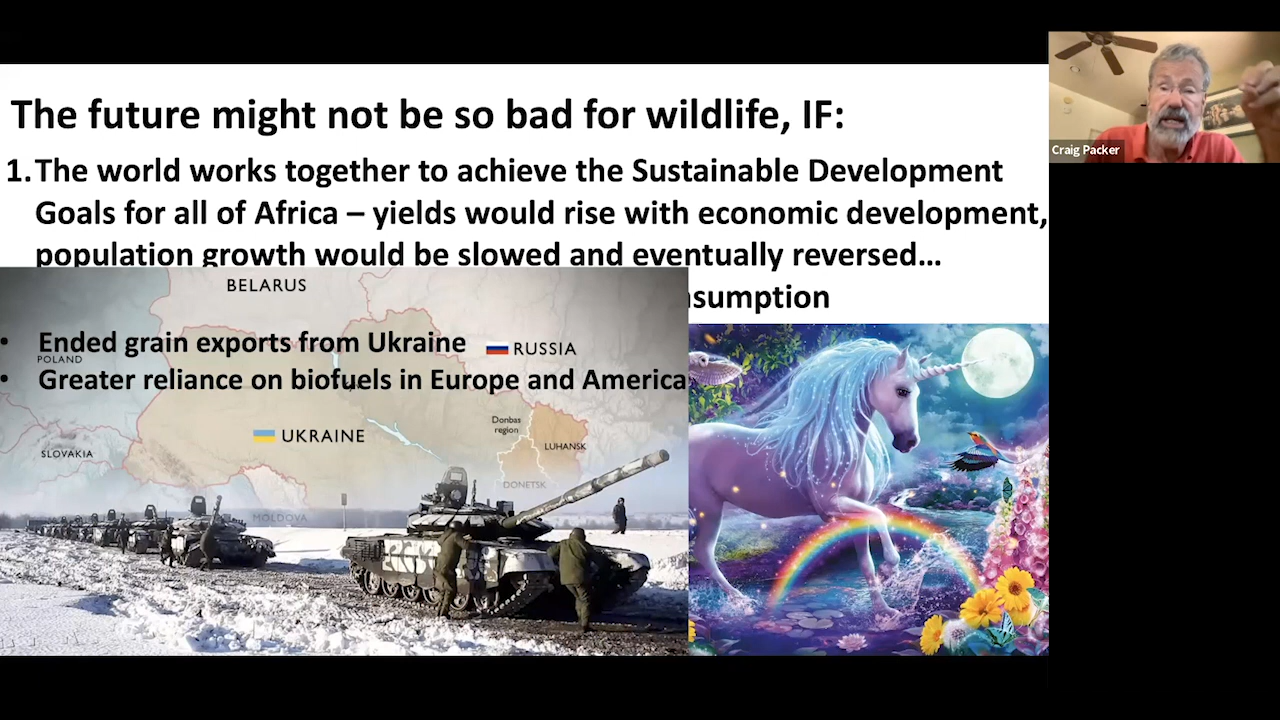 The future might not be so bad for wildlife, IF:
1. The world works together to achieve the Sustainable Development
Goals for all of Africa – yields would rise with economic development,
population growth would be slowed and eventually reversed…
BELARUS
• Ended grain exports from Ukraine
RUSSIA
POLAND
• Greater reliance on biofuels in Europe and America
Donbas
region
UKRAINE
LUHANSK
SLOVAKIA
DONETSK
MOLDOVA
Craig Packer